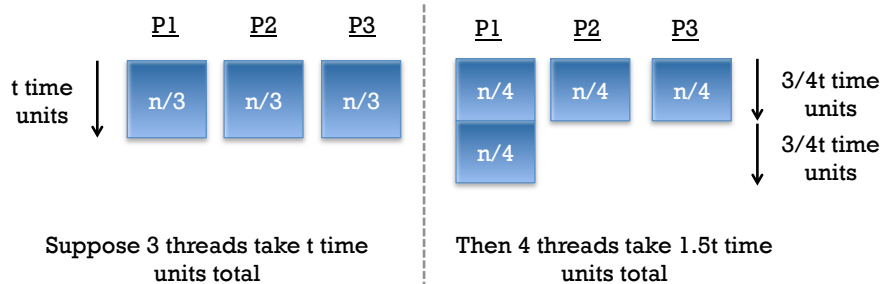 P1 P2 P3
t time
units
n/3 n/3 n/3
Suppose 3 threads take t time
units total
P1 P2 P3
n/4 n/4 n/4
3/4t time
units
n/4
3/4t time
units
Then 4 threads take 1.5t time
units total